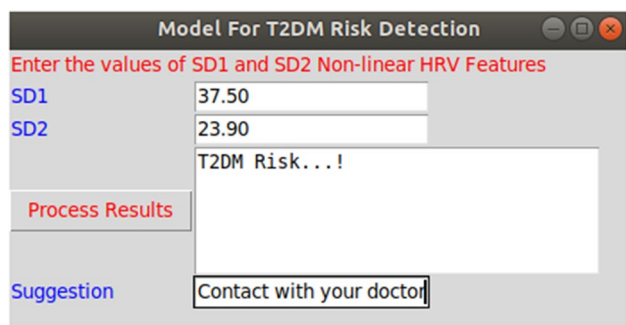 Model For T2DM Risk Detection
Enter the values of SD1 and SD2 Non-linear HRV Features
SD1 37.50
SD2 23.90
T2DM Risk...!
Process Results
Suggestion Contact with your doctor